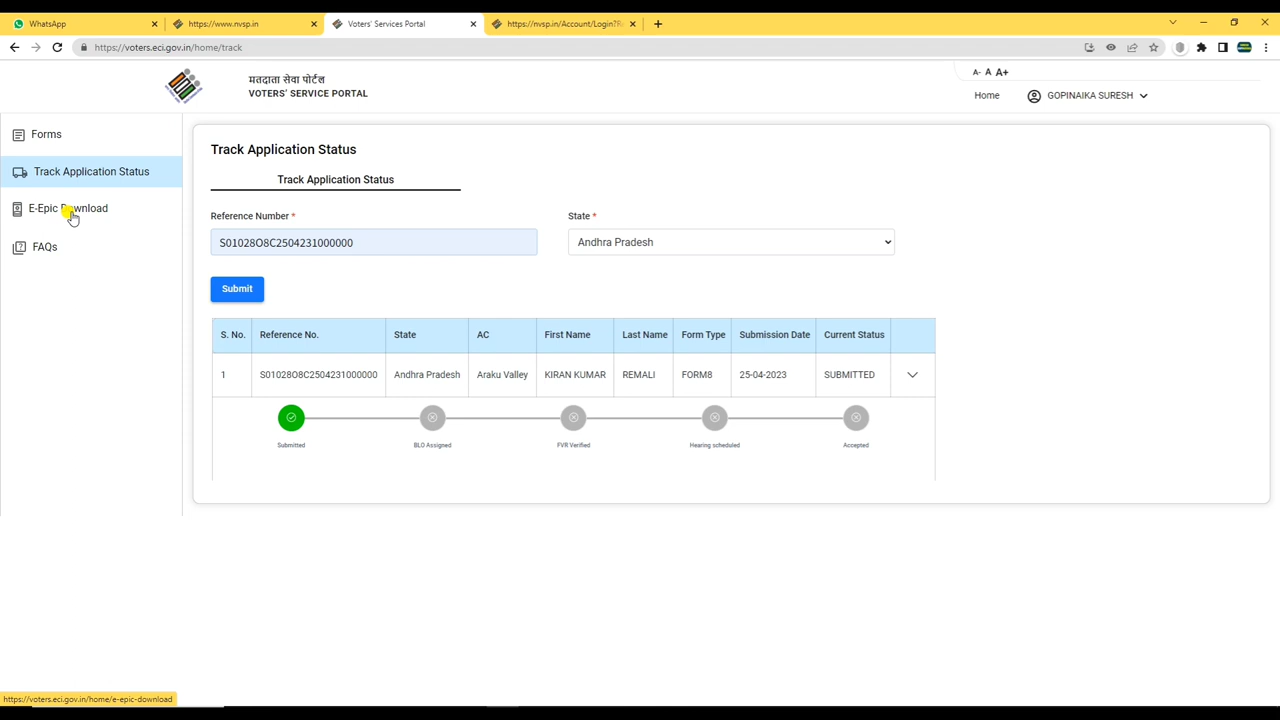 WhatsApp
https://www.nvsp.in
Voters' Services Portal
https://nvsp.in/Account/Login?R
https://voters.eci.gov.in/home/track
मतदाता सेवा पोर्टल
VOTERS' SERVICE PORTAL
A- A A+
Home
GOPINAIKA SURESH
Forms
Track Application Status
E-Epic Download
FAQs
Track Application Status
Track Application Status
Reference Number *
State *
S01028O8C2504231000000
Andhra Pradesh
Submit
S. No. Reference No. State AC First Name Last Name Form Type Submission Date Current Status
1 S01028O8C2504231000000 Andhra Pradesh Araku Valley KIRAN KUMAR REMALI FORM8 25-04-2023 SUBMITTED
Submitted BLO Assigned FVR Verified Hearing scheduled Accepted
https://voters.eci.gov.in/home/e-epic-download